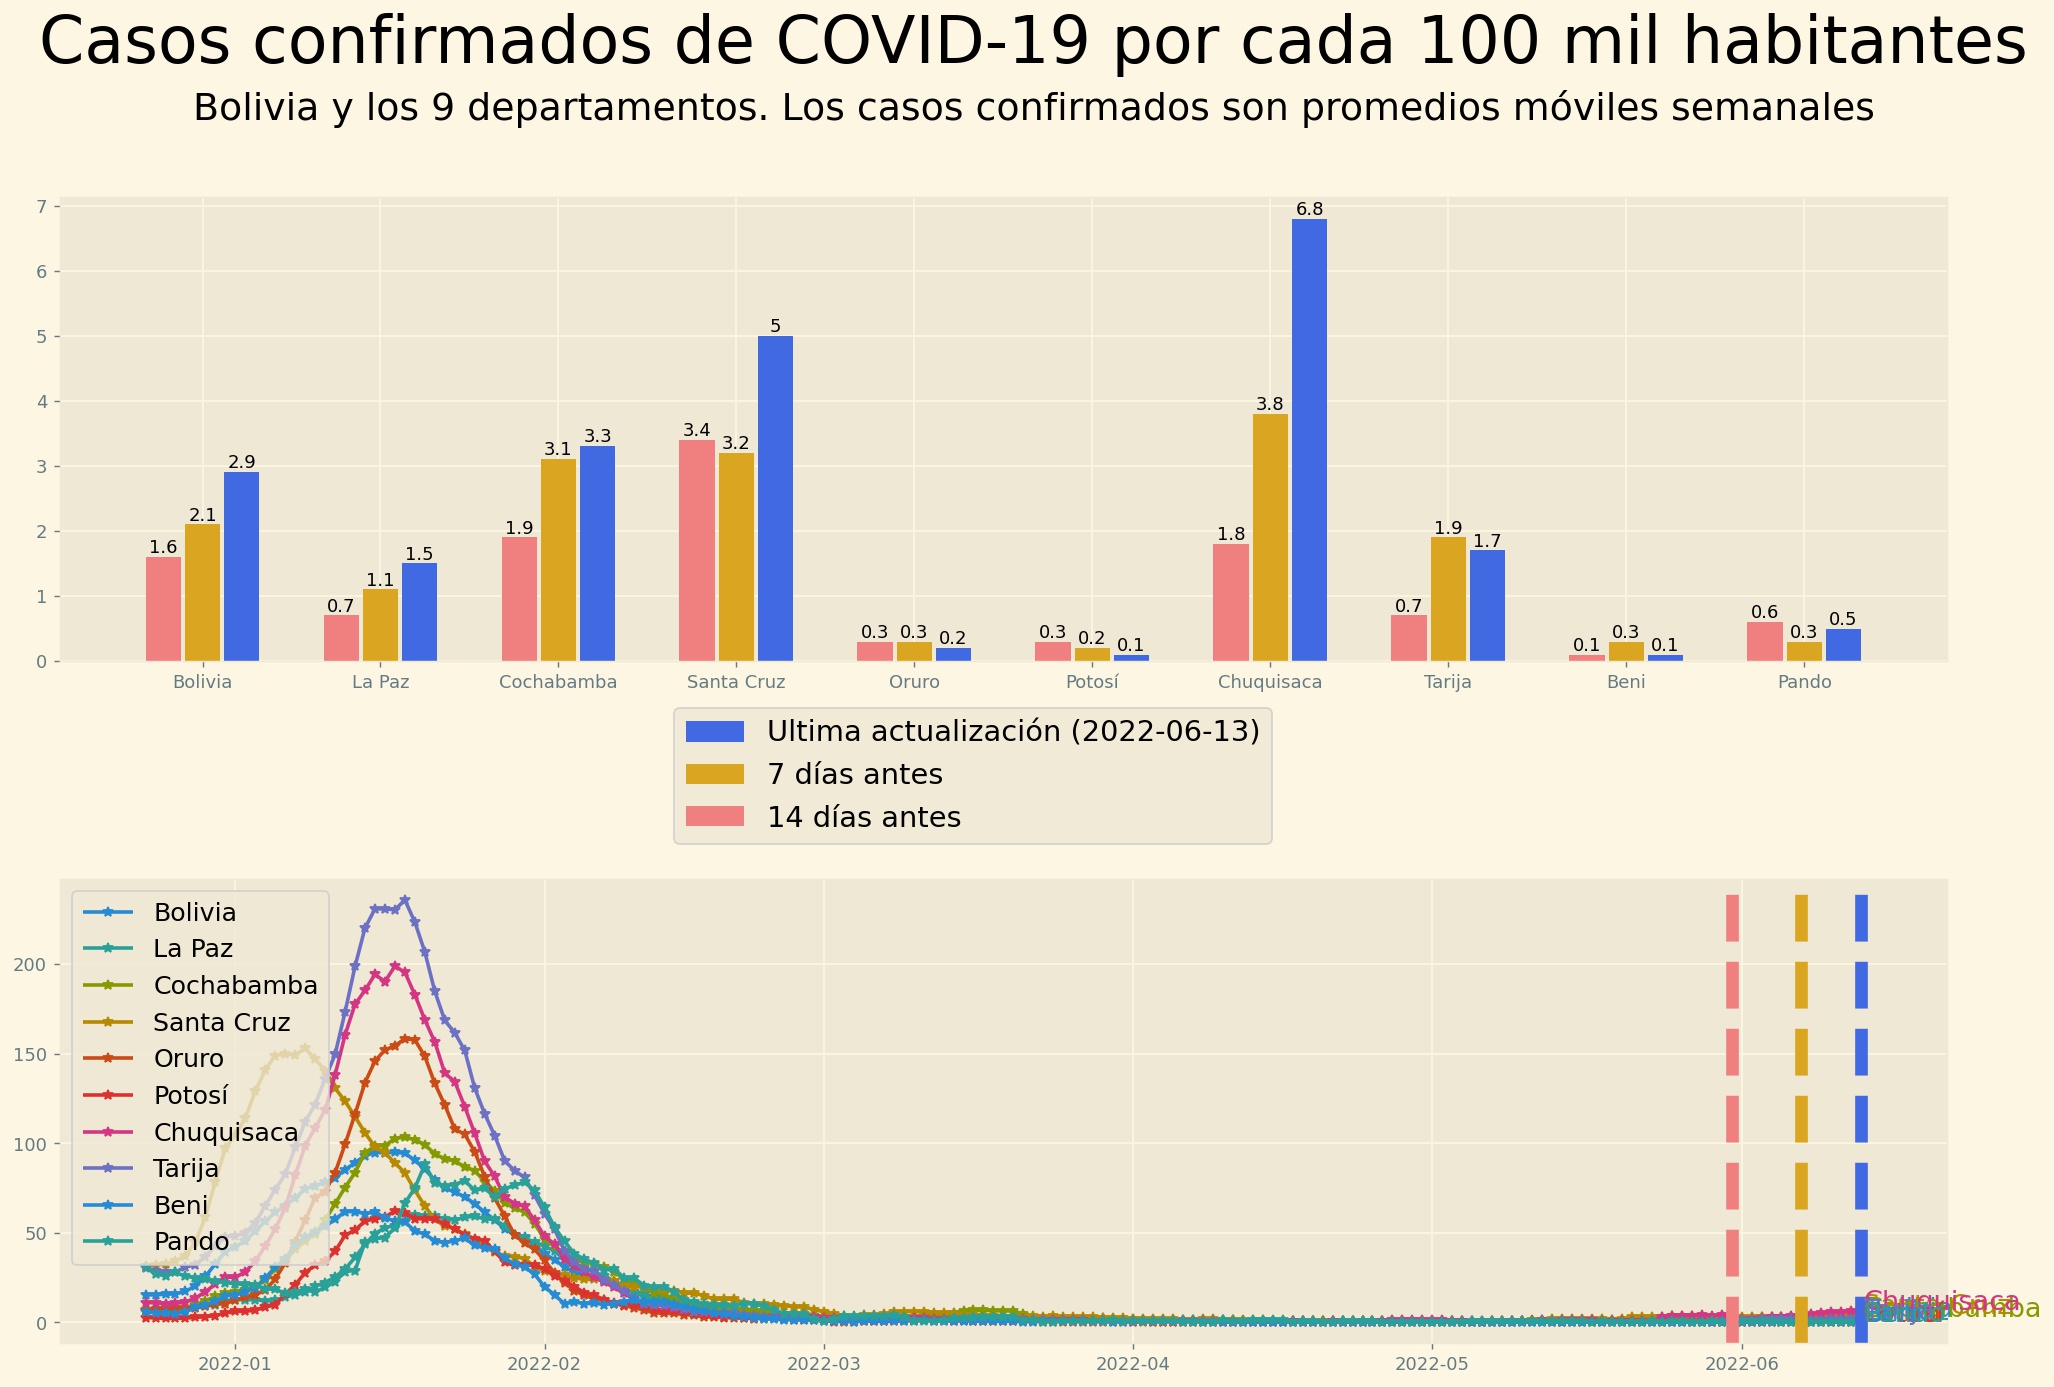 Casos confirmados de COVID-19 por cada 100 mil habitantes
Bolivia y los 9 departamentos. Los casos confirmados son promedios móviles semanales
7
6
5
4
3
2
1
0
1.6 2.1 2.9
0.7 1.1 1.5
1.9 3.1 3.3
3.4 3.2 5
0.3 0.3 0.2
0.3 0.2 0.1
1.8 3.8 6.8
0.7 1.9 1.7
0.1 0.3 0.1
0.6 0.3 0.5
Bolivia La Paz Cochabamba Santa Cruz Oruro Potosí Chuquisaca Tarija Beni Pando
Ultima actualización (2022-06-13)
7 días antes
14 días antes
200
150
100
50
0
Bolivia
La Paz
Cochabamba
Santa Cruz
Oruro
Potosí
Chuquisaca
Tarija
Beni
Pando
Chuquisaca
2022-01 2022-02 2022-03 2022-04 2022-05 2022-06